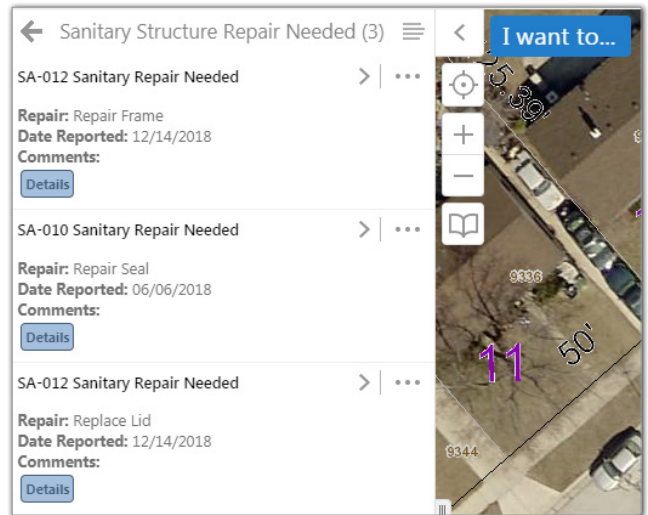 Sanitary Structure Repair Needed (3)
I want to...
SA-012 Sanitary Repair Needed
Repair: Repair Frame
Date Reported: 12/14/2018
Comments:
Details
SA-010 Sanitary Repair Needed
Repair: Repair Seal
Date Reported: 06/06/2018
Comments:
Details
SA-012 Sanitary Repair Needed
Repair: Replace Lid
Date Reported: 12/14/2018
Comments:
Details
9336
11
50'
9344